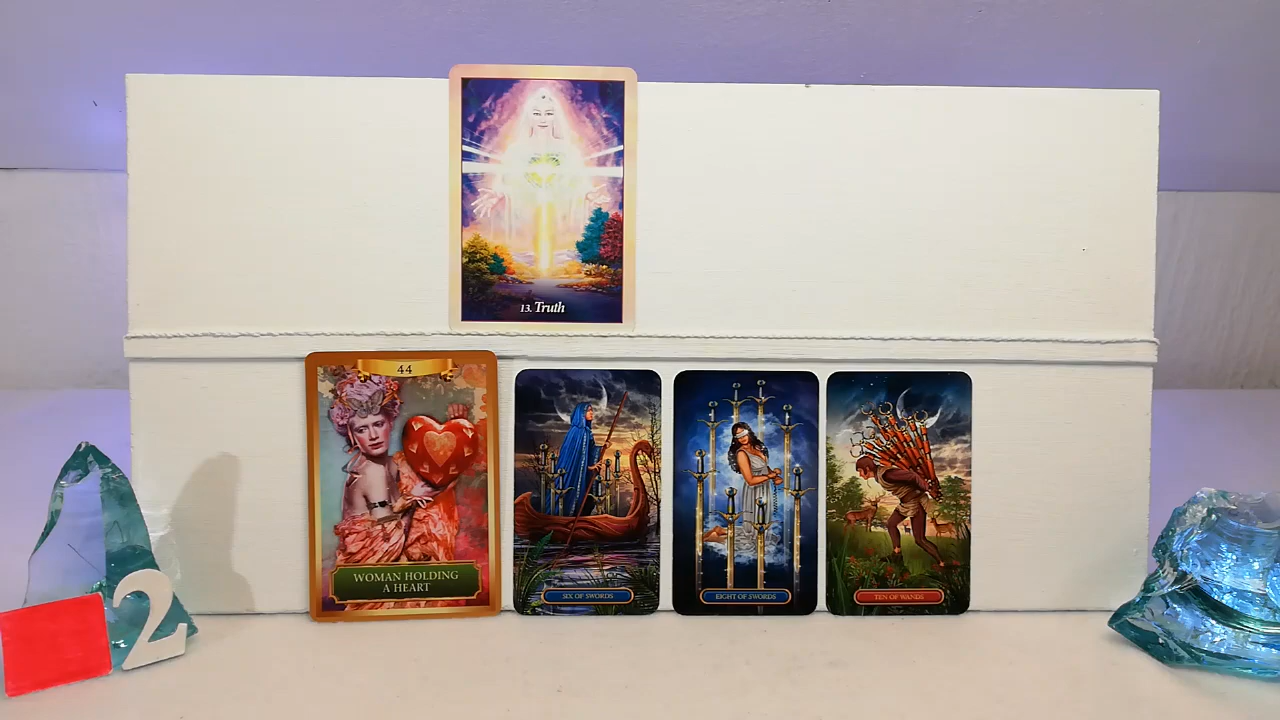 13. Truth
44
WOMAN HOLDING
A HEART
SIX OF SWORDS
EIGHT OF SWORDS
TEN OF WANDS
2